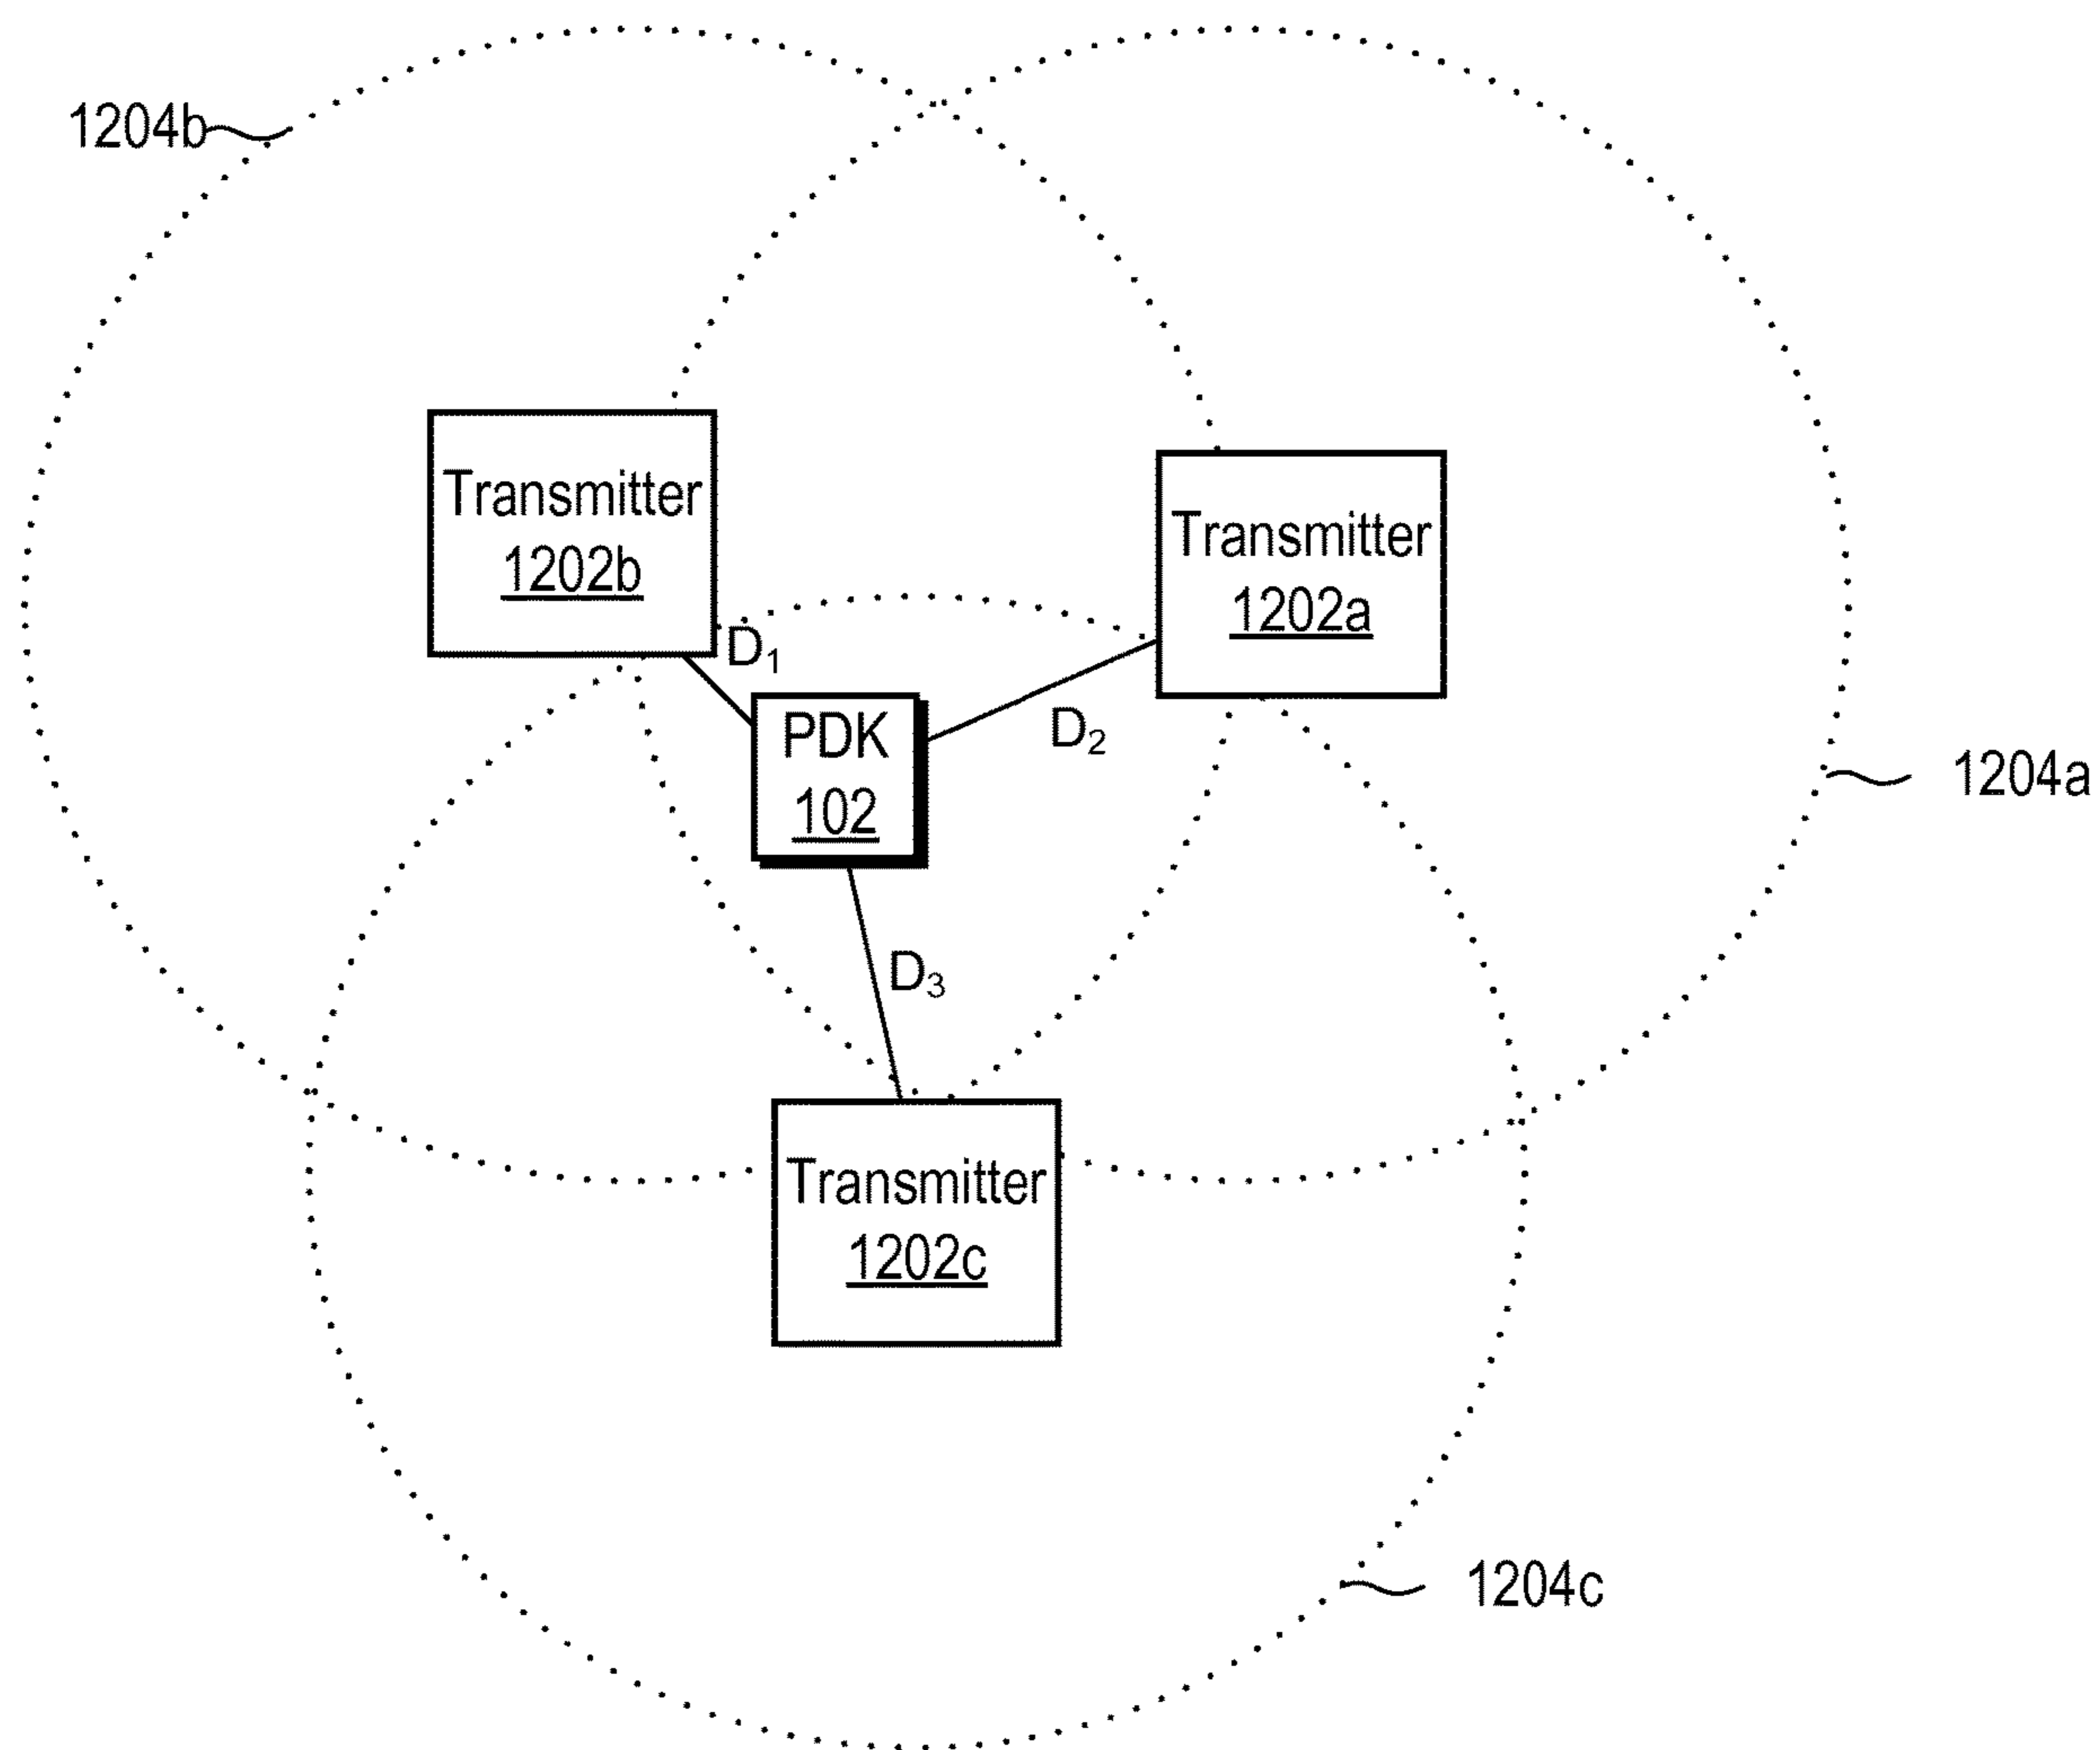 1204b
Transmitter
1202b
Transmitter
1202a
D1
D2
PDK
102
1204a
D3
Transmitter
1202c
1204c